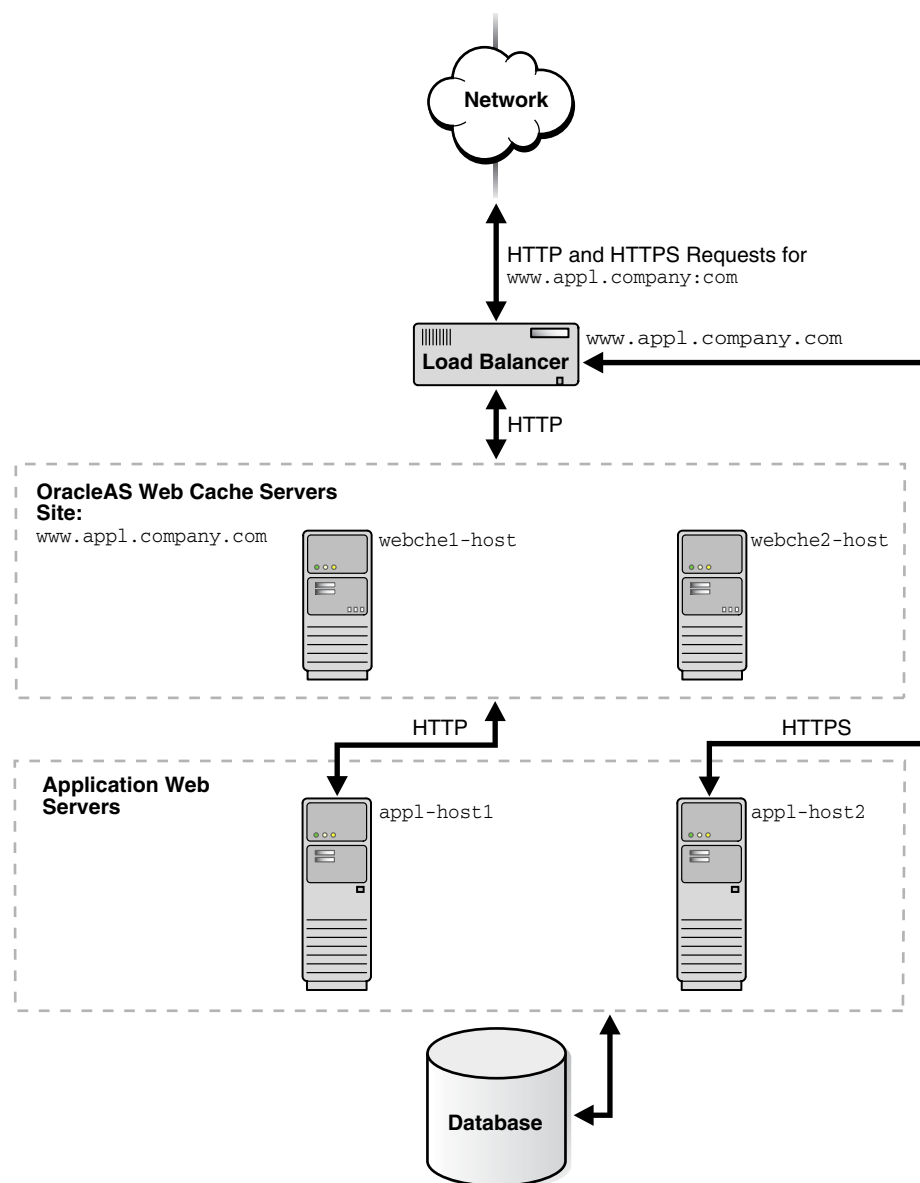 Network
HTTP and HTTPS Requests for
www.appl.company:com
www.appl.company.com
Load Balancer
HTTP
OracleAS Web Cache Servers
Site:
www.appl.company.com
webche1-host
webche2-host
HTTP
HTTPS
Application Web
Servers
appl-host1
appl-host2
Database